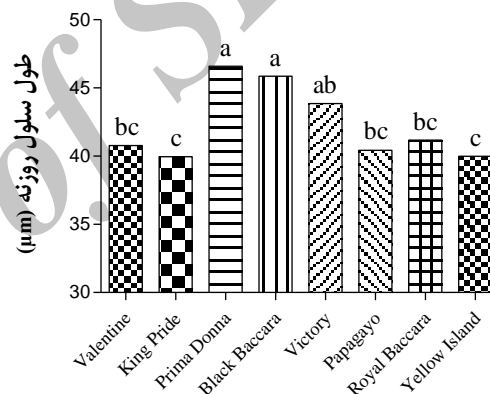 طول سلول روزنه (µm)
50
45
40
35
30
bc
c
a
a
ab
bc
bc
c
Valentine
King Pride
Prima Donna
Black Baccara
Victory
Papagayo
Royal Baccara
Yellow Island
of S